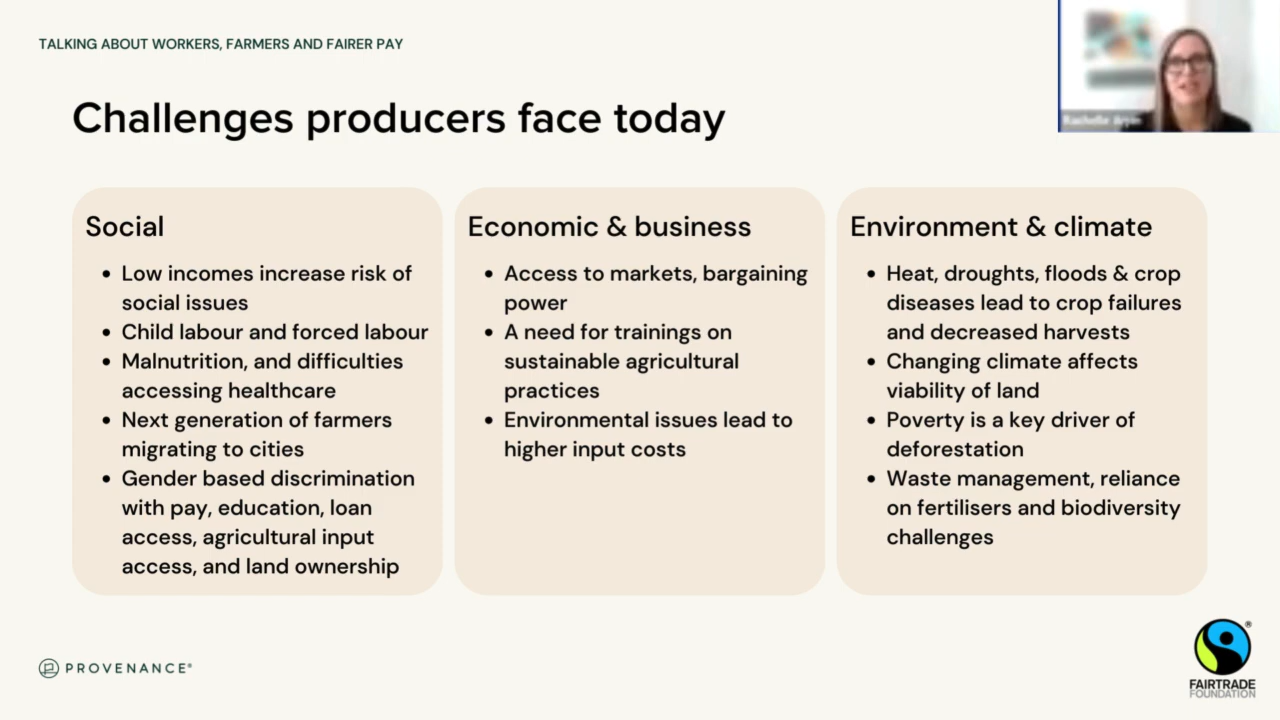 TALKING ABOUT WORKERS, FARMERS AND FAIRER PAY
Challenges producers face today
Social
• Low incomes increase risk of
social issues
• Child labour and forced labour
• Malnutrition, and difficulties
accessing healthcare
• Next generation of farmers
migrating to cities
• Gender based discrimination
with pay, education, loan
access, agricultural input
access, and land ownership
Economic & business
• Access to markets, bargaining
power
• A need for trainings on
sustainable agricultural
practices
• Environmental issues lead to
higher input costs
Environment & climate
• Heat, droughts, floods & crop
diseases lead to crop failures
and decreased harvests
• Changing climate affects
viability of land
• Poverty is a key driver of
deforestation
• Waste management, reliance
on fertilisers and biodiversity
challenges
PROVENANCE®
®
FAIRTRADE
FOUNDATION